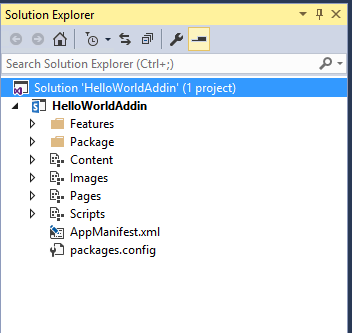 Solution Explorer
Search Solution Explorer (Ctrl+;)
Solution 'HelloWorldAddin' (1 project)
HelloWorldAddin
Features
Package
Content
Images
Pages
Scripts
AppManifest.xml
packages.config